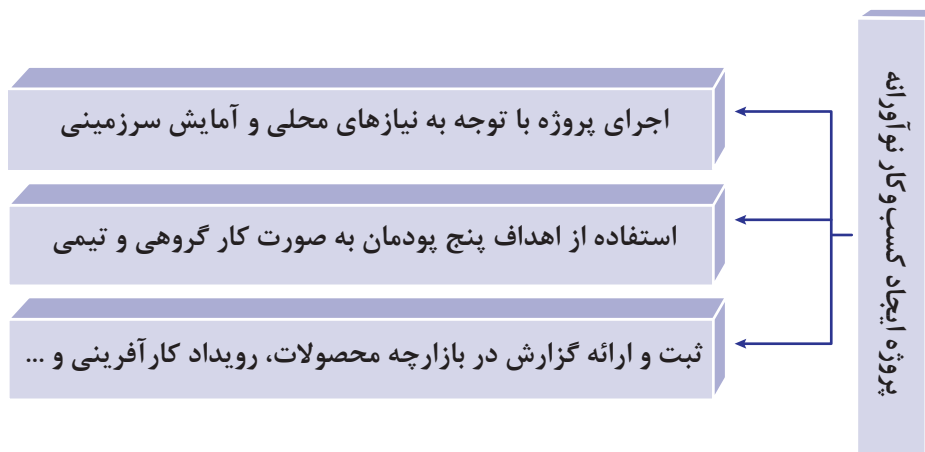 پروژه ایجاد کسب‌وکار نوآورانه
اجرای پروژه با توجه به نیازهای محلی و آمایش سرزمینی
استفاده از اهداف پنج پودمان به صورت کار گروهی و تیمی
ثبت و ارائه گزارش در بازارچه محصولات، رویداد کارآفرینی و ...